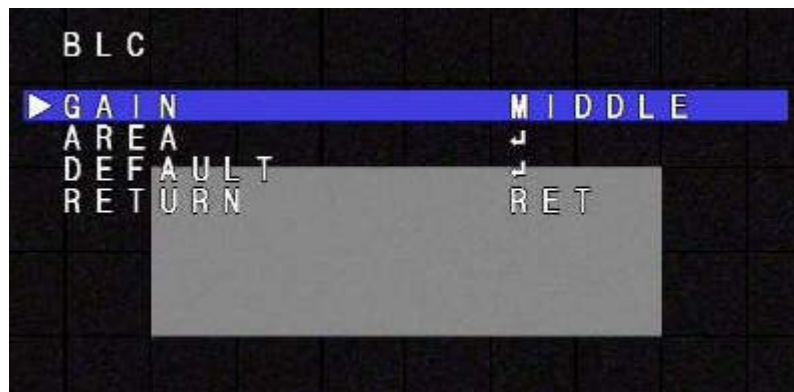 BLC
▶GAIN MIDDLE
AREA ↲
DEFAULT ↲
RETURN RET